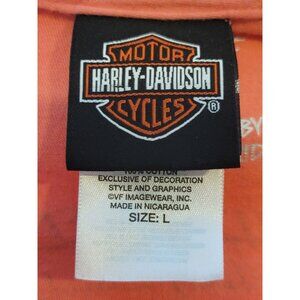 MOTOR
HARLEY-DAVIDSON
CYCLES
®
100% COTTON
EXCLUSIVE OF DECORATION
STYLE AND GRAPHICS
©VF IMAGEWEAR, INC.
MADE IN NICARAGUA
SIZE: L
BY